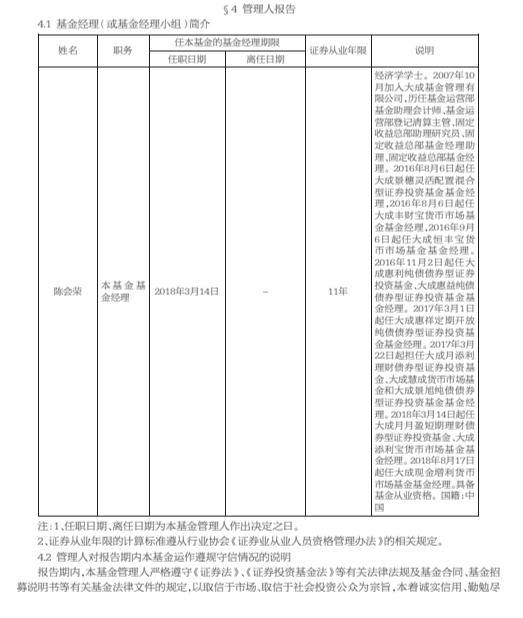 §4 管理人报告
4.1 基金经理(或基金经理小组)简介
姓名
职务
任本基金的基金经理期限
任职日期
离任日期
证券从业年限
说明
陈会荣
本基金基
金经理
2018年3月14日
-
11年
经济学学士。2007年10
月加入大成基金管理有
限公司,历任基金运营部
基金助理会计师、基金运
营部登记清算主管、固定
收益总部助理研究员、固
定收益总部基金经理助
理、固定收益总部基金经
理。2016年8月6日起任
大成景穗灵活配置混合
型证券投资基金基金经
理,2016年8月6日起任
大成丰财宝货币市场基
金基金经理,2016年9月
6日起任大成恒丰宝货
币市场基金基金经理。
2016年11月2日起任大
成惠利纯债债券型证券
投资基金、大成惠益纯债
债券型证券投资基金基
金经理。2017年3月1日
起任大成惠祥定期开放
纯债债券型证券投资基
金基金经理。2017年3月
22日起担任大成月添利
理财债券型证券投资基
金、大成慧成货币市场基
金和大成景旭纯债债券
型证券投资基金基金经
理。2018年3月14日起任
大成月月盈短期理财债
券型证券投资基金、大成
添利宝货币市场基金基
金经理。2018年8月17日
起任大成现金增利货币
市场基金基金经理。具备
基金从业资格。国籍:中
国
注:1、任职日期、离任日期为本基金管理人作出决定之日。
2、证券从业年限的计算标准遵从行业协会《证券业从业人员资格管理办法》的相关规定。
4.2 管理人对报告期内本基金运作遵规守信情况的说明
报告期内,本基金管理人严格遵守《证券法》、《证券投资基金法》等有关法律法规及基金合同、基金招
募说明书等有关基金法律文件的规定,以取信于市场、取信于社会投资公众为宗旨,本着诚实信用、勤勉尽